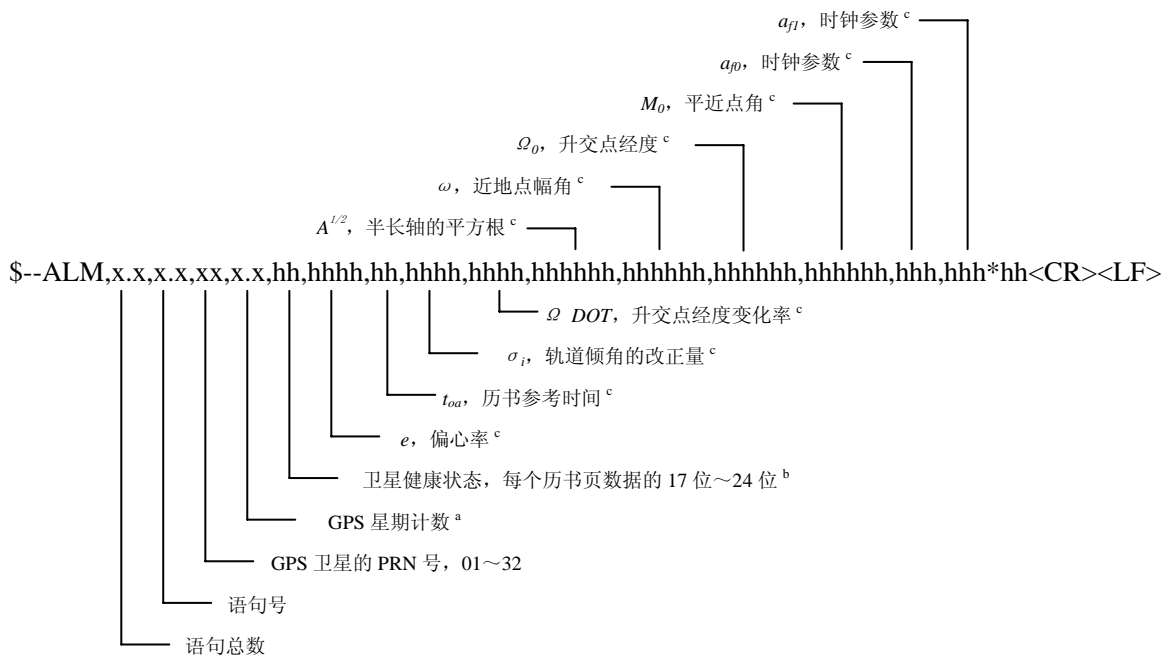 a_f1，时钟参数 c
a_f0，时钟参数 c
M_0，平近点角 c
Ω_0，升交点经度 c
ω，近地点幅角 c
A^1/2，半长轴的平方根 c
$--ALM,x.x,x.x,xx,x.x,hh,hhhh,hh,hhhh,hhhh,hhhhhh,hhhhhh,hhhhhh,hhhhhh,hhh,hhh*hh<CR><LF>
Ω DOT，升交点经度变化率 c
σ_i，轨道倾角的改正量 c
t_oa，历书参考时间 c
e，偏心率 c
卫星健康状态，每个历书页数据的 17 位～24 位 b
GPS 星期计数 a
GPS 卫星的 PRN 号，01～32
语句号
语句总数